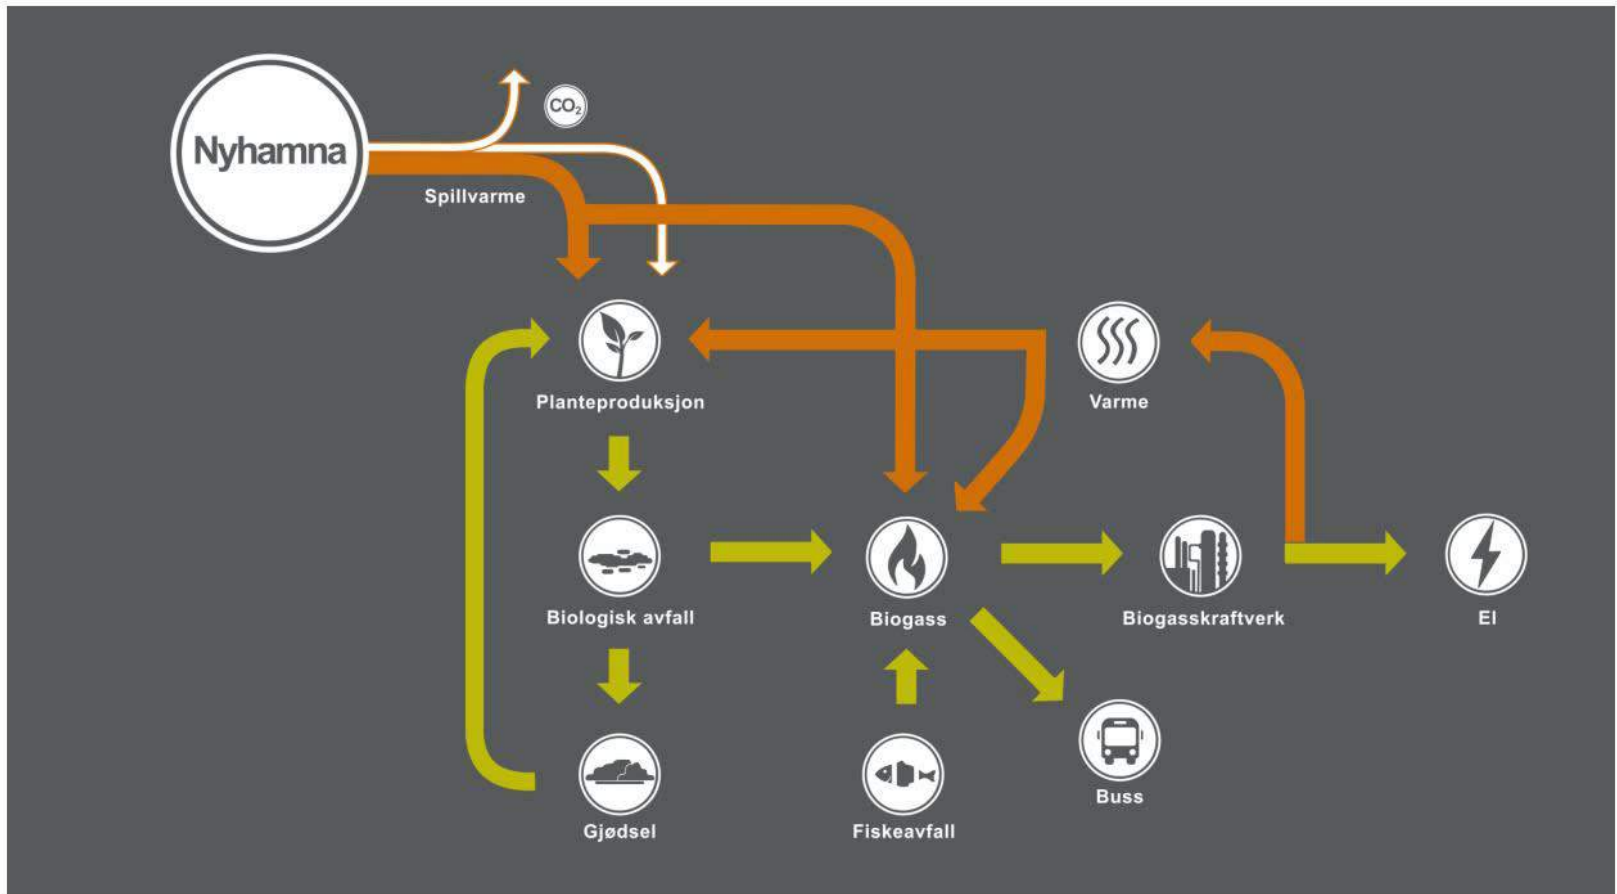 CO₂
Nyhamna
Spillvarme
Planteproduksjon
Varme
Biologisk avfall
Biogass
Biogasskraftverk
El
Gjødsel
Fiskeavfall
Buss